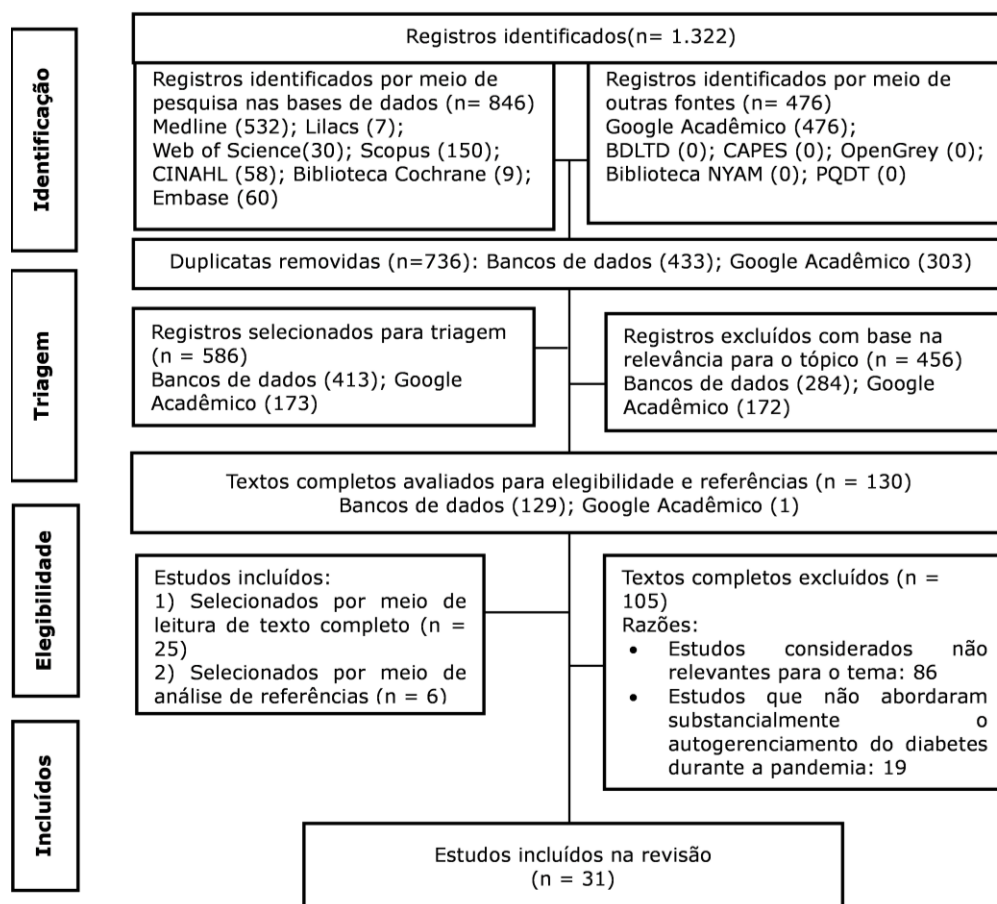 Identificação
Registros identificados(n= 1.322)
Registros identificados por meio de
pesquisa nas bases de dados (n= 846)
Medline (532); Lilacs (7);
Web of Science(30); Scopus (150);
CINAHL (58); Biblioteca Cochrane (9);
Embase (60)
Registros identificados por meio de
outras fontes (n= 476)
Google Acadêmico (476);
BDLTD (0); CAPES (0); OpenGrey (0);
Biblioteca NYAM (0); PQDT (0)
Duplicatas removidas (n=736): Bancos de dados (433); Google Acadêmico (303)
Triagem
Registros selecionados para triagem
(n = 586)
Bancos de dados (413); Google
Acadêmico (173)
Registros excluídos com base na
relevância para o tópico (n = 456)
Bancos de dados (284); Google
Acadêmico (172)
Textos completos avaliados para elegibilidade e referências (n = 130)
Bancos de dados (129); Google Acadêmico (1)
Elegibilidade
Estudos incluídos:
1) Selecionados por meio de
leitura de texto completo (n =
25)
2) Selecionados por meio de
análise de referências (n = 6)
Textos completos excluídos (n =
105)
Razões:
• Estudos considerados não
relevantes para o tema: 86
• Estudos que não abordaram
substancialmente o
autogerenciamento do diabetes
durante a pandemia: 19
Incluídos
Estudos incluídos na revisão
(n = 31)